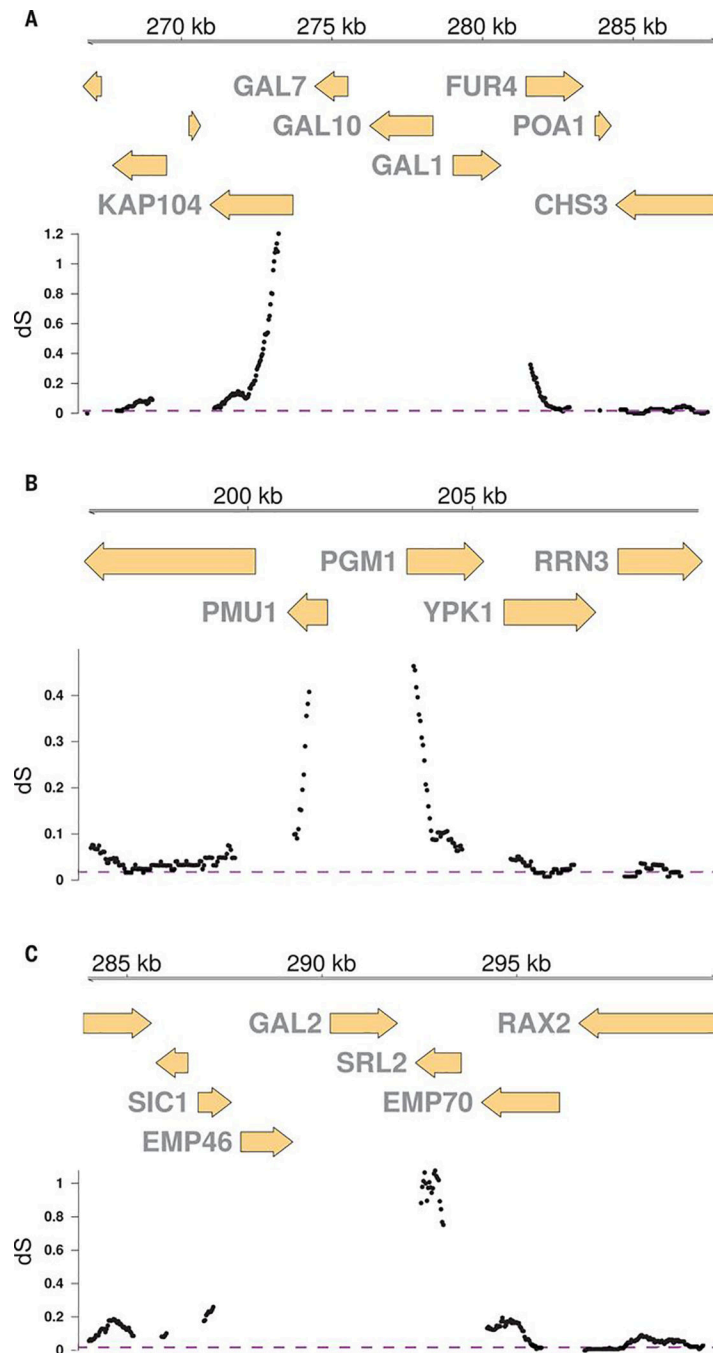 A
270 kb 275 kb 280 kb 285 kb
GAL7 FUR4
GAL10 POA1
GAL1
KAP104 CHS3
1.2
1
0.8
0.6
0.4
0.2
0
dS
B
200 kb 205 kb
PGM1 RRN3
PMU1 YPK1
0.4
0.3
0.2
0.1
0
dS
C
285 kb 290 kb 295 kb
GAL2 RAX2
SRL2
SIC1 EMP70
EMP46
1
0.8
0.6
0.4
0.2
0
dS